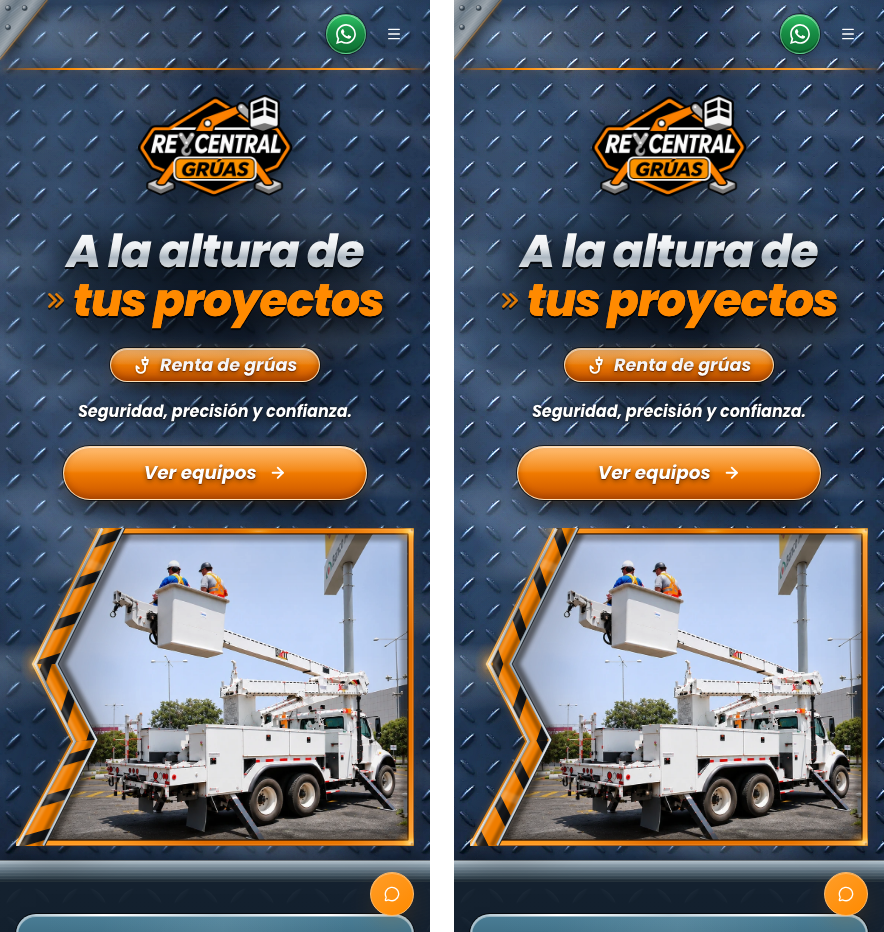 REY CENTRAL
GRÚAS
A la altura de
tus proyectos
Renta de grúas
Seguridad, precisión y confianza.
Ver equipos
REY CENTRAL
GRÚAS
A la altura de
tus proyectos
Renta de grúas
Seguridad, precisión y confianza.
Ver equipos